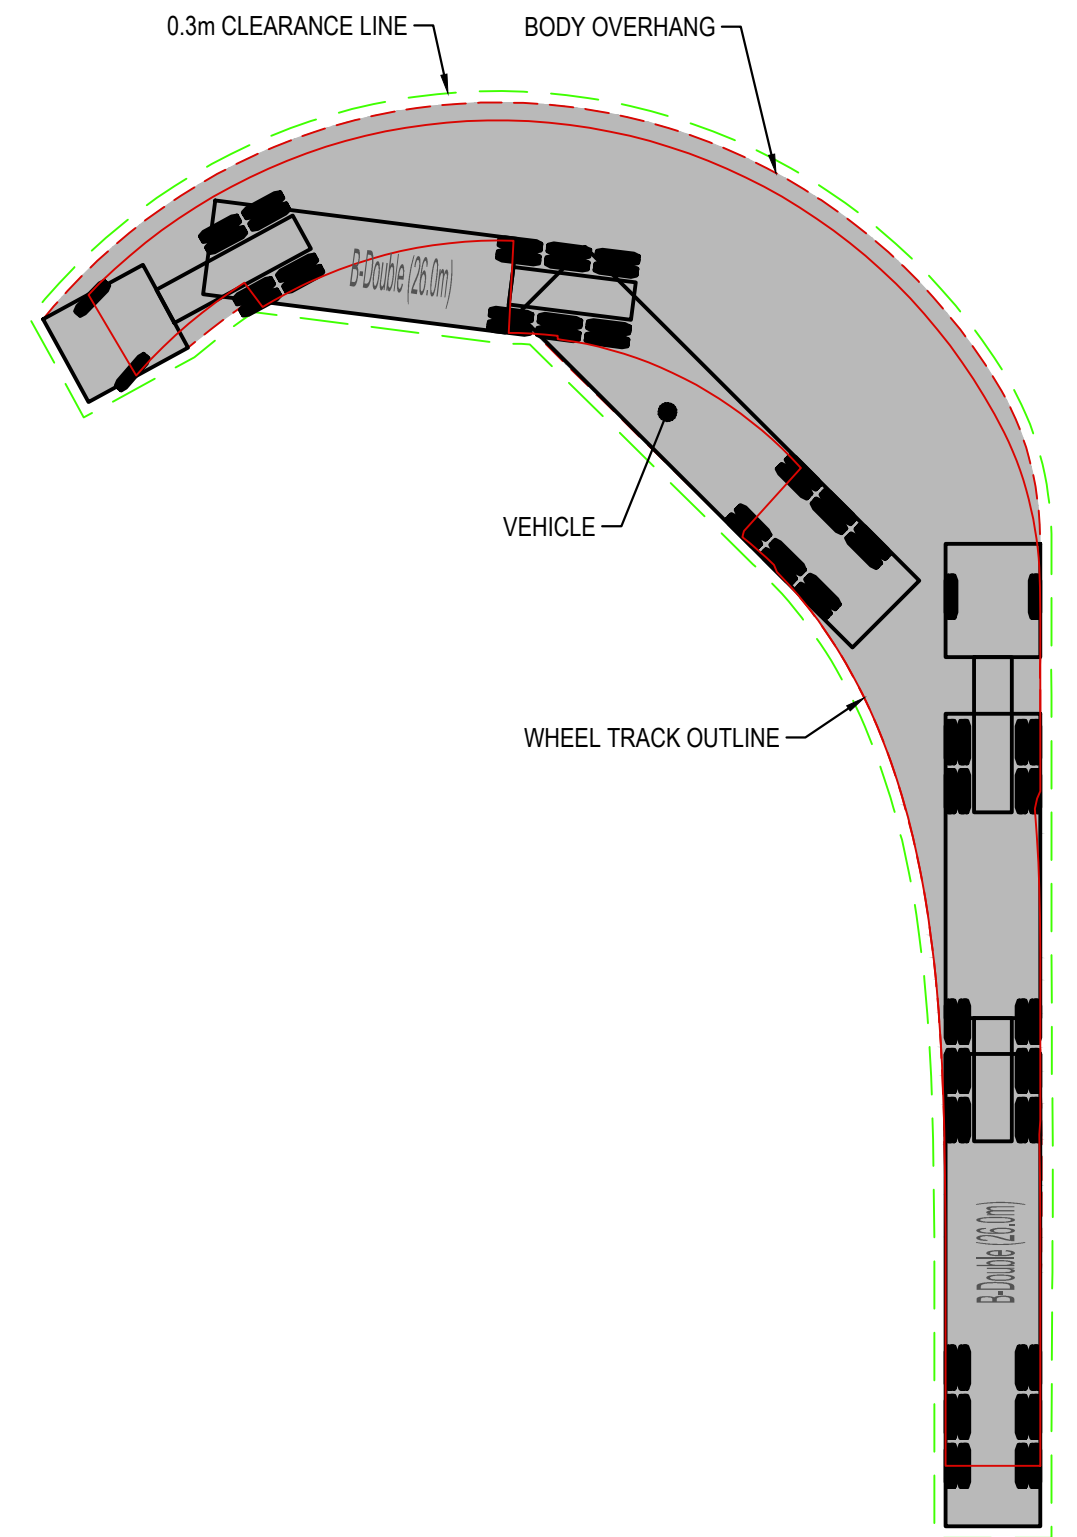 0.3m CLEARANCE LINE
BODY OVERHANG
B-Double (26.0m)
VEHICLE
WHEEL TRACK OUTLINE
B-Double (26.0m)